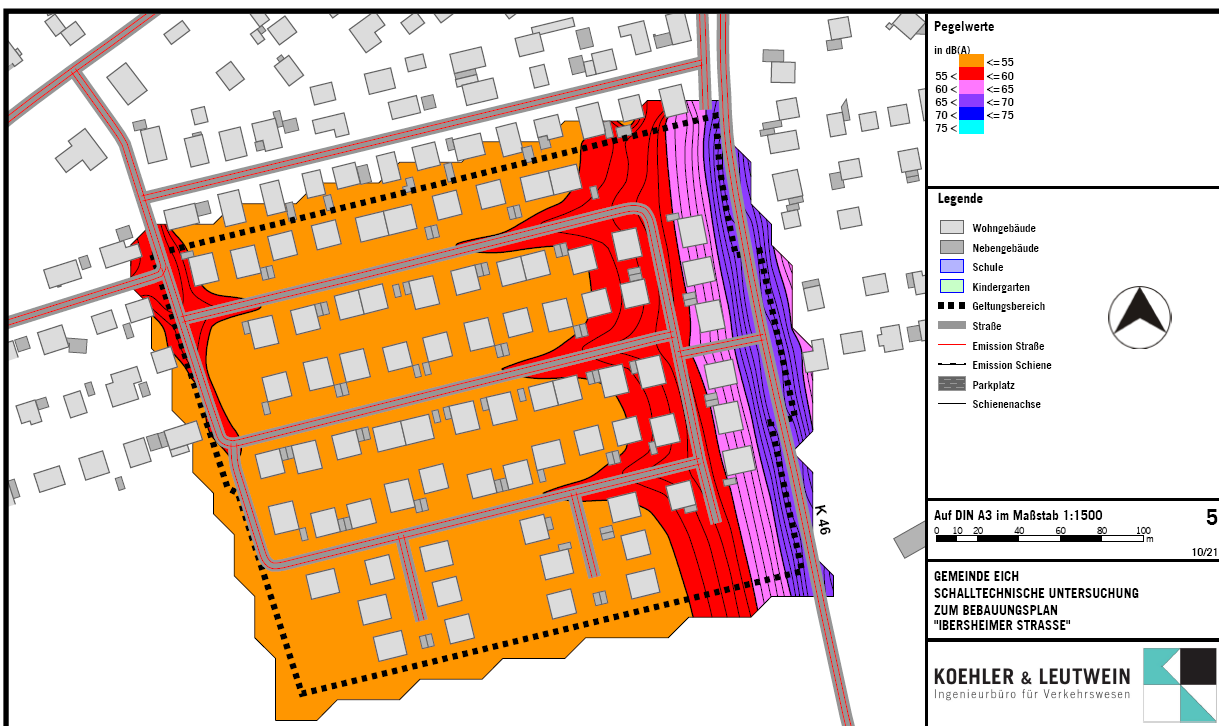 Pegelwerte
in dB(A)
<=55
55 < <=60
60 < <=65
65 < <=70
70 < <=75
75 <
Legende
Wohngebäude
Nebengebäude
Schule
Kindergarten
Geltungsbereich
Straße
Emission Straße
Emission Schiene
Parkplatz
Schienenachse
K 46
Auf DIN A3 im Maßstab 1:1500 5
0 10 20 40 60 80 100
m
10/21
GEMEINDE EICH
SCHALLTECHNISCHE UNTERSUCHUNG
ZUM BEBAUUNGSPLAN
"IBERSHEIMER STRASSE"
KOEHLER & LEUTWEIN
Ingenieurbüro für Verkehrswesen